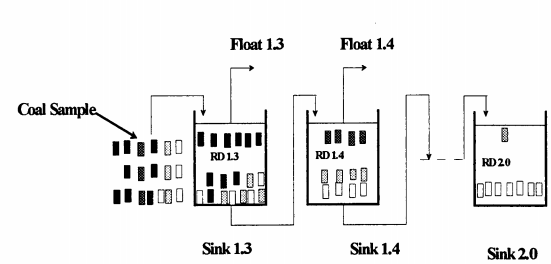 Float 1.3
Float 1.4
Coal Sample
RD 1.3
RD 1.4
RD 2.0
Sink 1.3
Sink 1.4
Sink 2.0